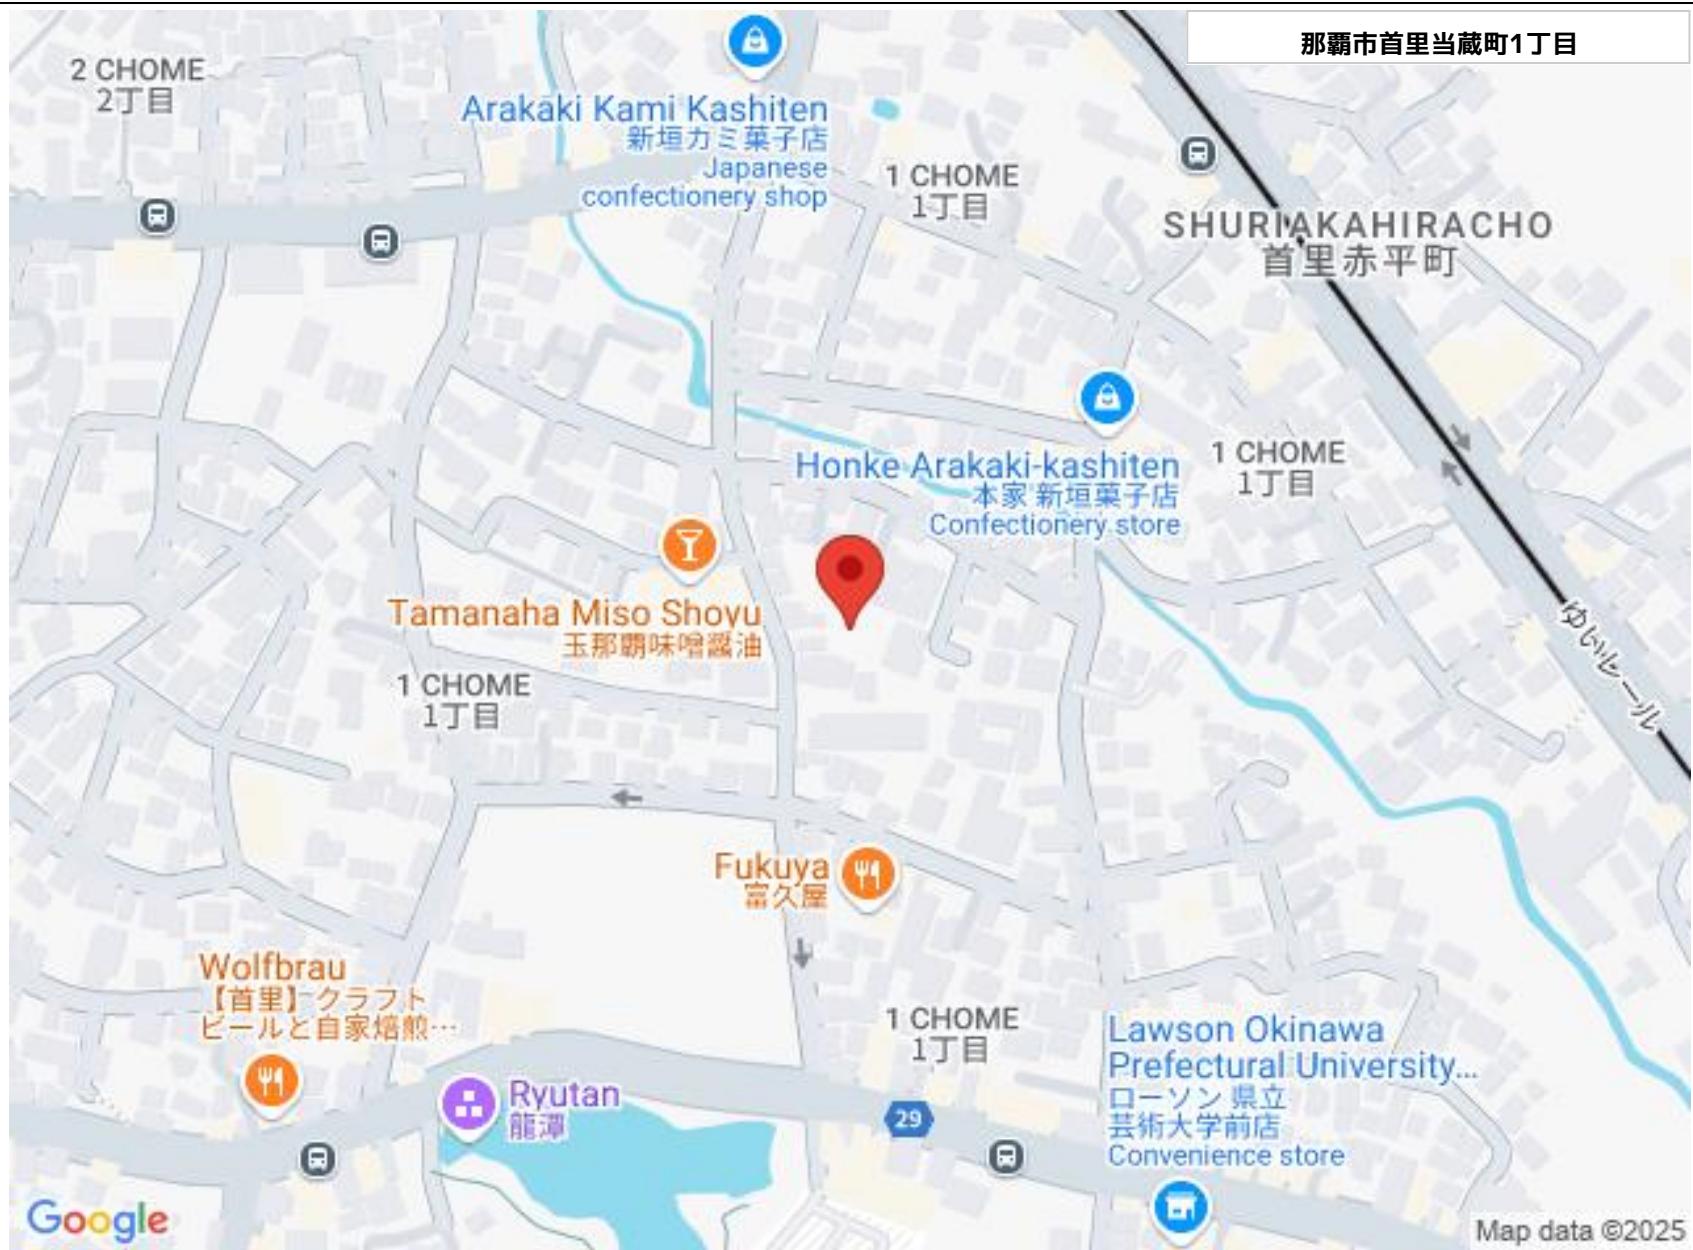 那覇市首里当蔵町1丁目
2 CHOME
2丁目
Arakaki Kami Kashiten
新垣カミ菓子店
Japanese
confectionery shop
1 CHOME
1丁目
SHURIAKAHIRACHO
首里赤平町
Honke Arakaki-kashiten
本家 新垣菓子店
Confectionery store
1 CHOME
1丁目
Tamanaha Miso Shoyu
玉那覇味噌醤油
ゆいレール
1 CHOME
1丁目
Fukuya
富久屋
Wolfbrau
【首里】クラフト
ビールと自家焙煎…
1 CHOME
1丁目
Lawson Okinawa
Prefectural University...
ローソン 県立
芸術大学前店
Convenience store
Ryutan
龍潭
29
Google
Map data ©2025